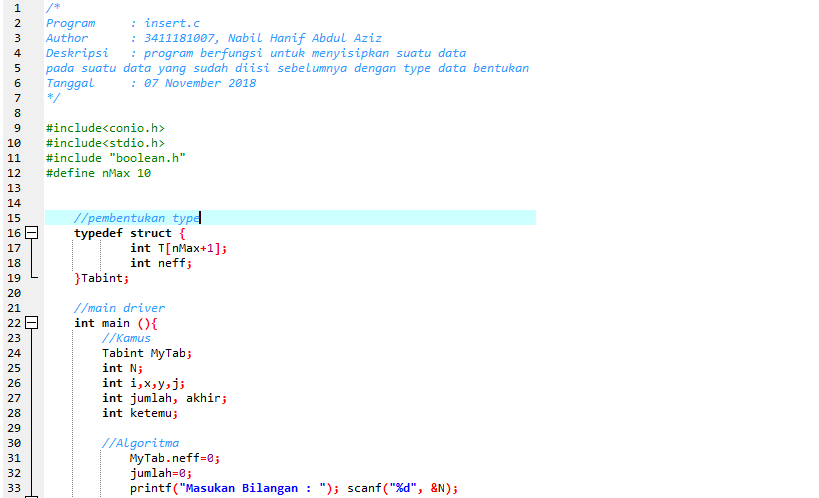 1 /*
2 Program : insert.c
3 Author : 3411181007, Nabil Hanif Abdul Aziz
4 Deskripsi : program berfungsi untuk menyisipkan suatu data
5 pada suatu data yang sudah diisi sebelumnya dengan type data bentukan
6 Tanggal : 07 November 2018
7 */
8
9 #include<conio.h>
10 #include<stdio.h>
11 #include "boolean.h"
12 #define nMax 10
13
14
15 //pembentukan type
16 typedef struct {
17 int T[nMax+1];
18 int neff;
19 }Tabint;
20
21 //main driver
22 int main (){
23 //Kamus
24 Tabint MyTab;
25 int N;
26 int i,x,y,j;
27 int jumlah, akhir;
28 int ketemu;
29
30 //Algoritma
31 MyTab.neff=0;
32 jumlah=0;
33 printf("Masukan Bilangan : "); scanf("%d", &N);